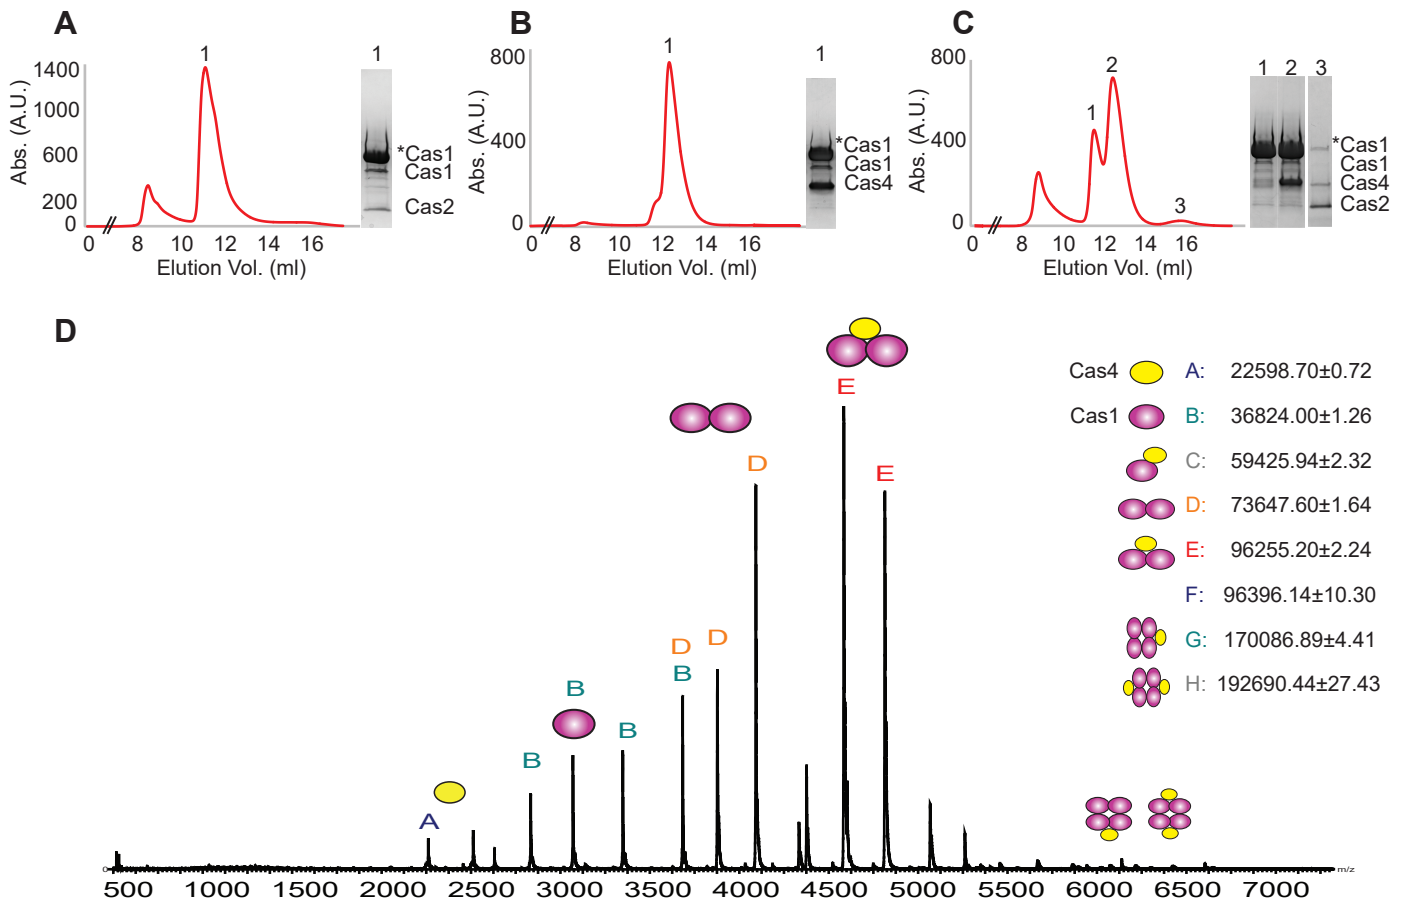 A
1
1
1400
1000
600
200
0
Abs. (A.U.)
0 8 10 12 14 16
Elution Vol. (ml)
*Cas1
Cas1
Cas2
B
1
1
800
400
0
Abs. (A.U.)
0 8 10 12 14 16
Elution Vol. (ml)
*Cas1
Cas1
Cas4
C
1 2 3
1 2 3
800
400
0
Abs. (A.U.)
0 8 10 12 14 16
Elution Vol. (ml)
*Cas1
Cas1
Cas4
Cas2
D
E
D
E
D
D
B
B
B
B
A
Cas4 A: 22598.70±0.72
Cas1 B: 36824.00±1.26
C: 59425.94±2.32
D: 73647.60±1.64
E: 96255.20±2.24
F: 96396.14±10.30
G: 170086.89±4.41
H: 192690.44±27.43
0
m/z
500 1000 1500 2000 2500 3000 3500 4000 4500 5000 5500 6000 6500 7000